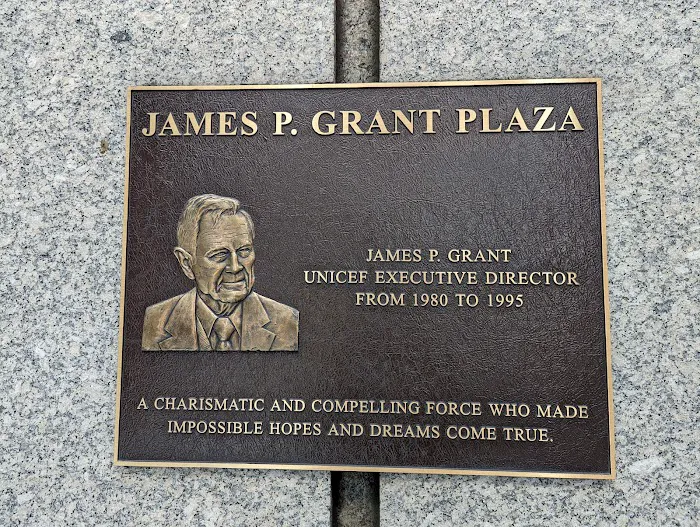 JAMES P. GRANT PLAZA
JAMES P. GRANT
UNICEF EXECUTIVE DIRECTOR
FROM 1980 TO 1995
A CHARISMATIC AND COMPELLING FORCE WHO MADE
IMPOSSIBLE HOPES AND DREAMS COME TRUE.